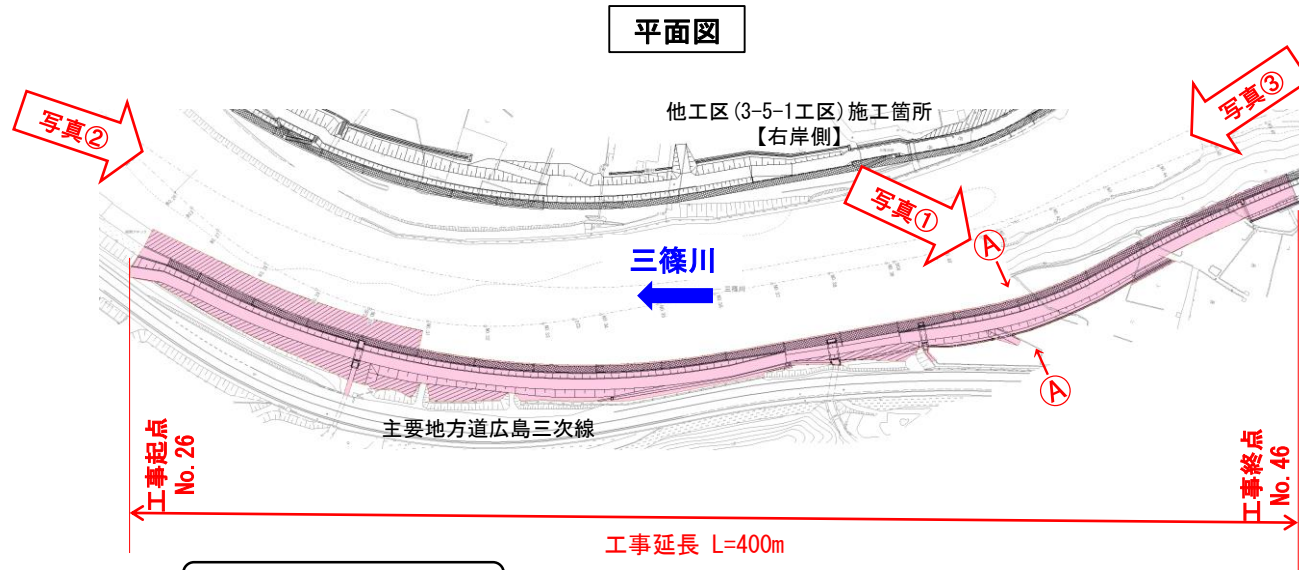 平面図
写真②
写真③
他工区(3-5-1工区)施工箇所
【右岸側】
写真①
Ⓐ
三篠川
Ⓐ
主要地方道広島三次線
工事起点
No.26
工事終点
No.46
工事延長 L=400m